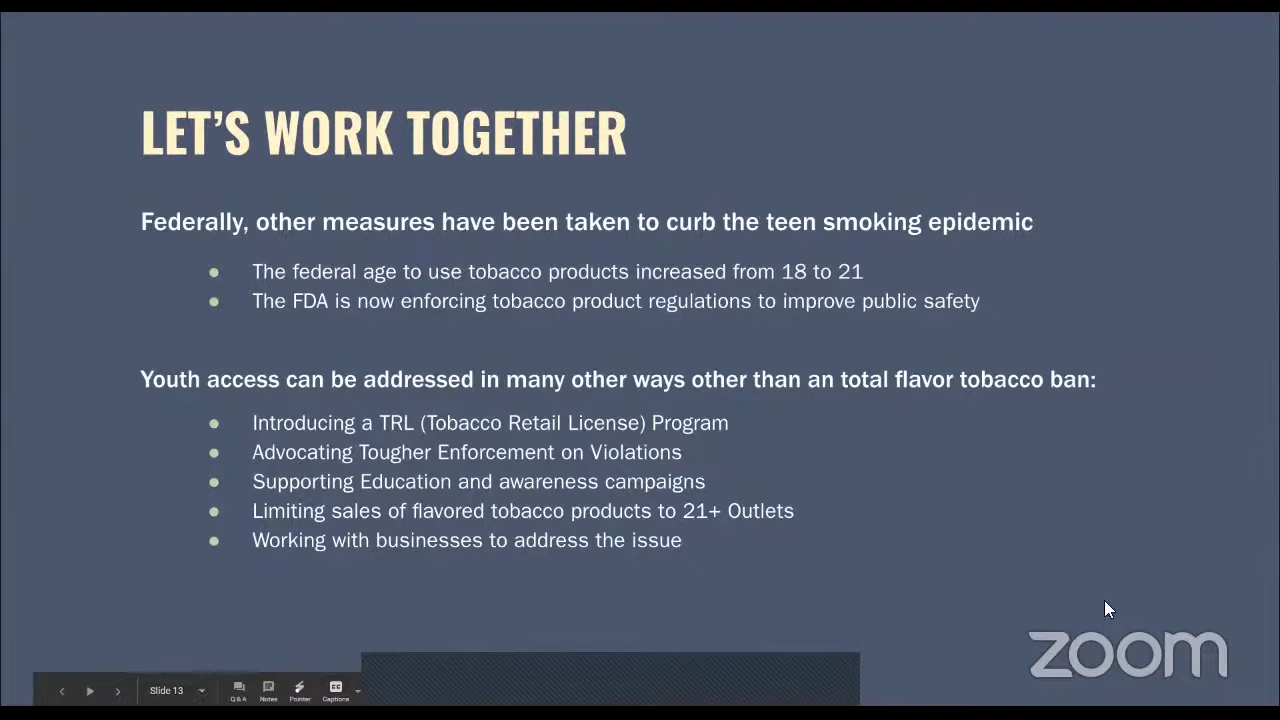 LET'S WORK TOGETHER
Federally, other measures have been taken to curb the teen smoking epidemic
The federal age to use tobacco products increased from 18 to 21
The FDA is now enforcing tobacco product regulations to improve public safety
Youth access can be addressed in many other ways other than an total flavor tobacco ban:
Introducing a TRL (Tobacco Retail License) Program
Advocating Tougher Enforcement on Violations
Supporting Education and awareness campaigns
Limiting sales of flavored tobacco products to 21+ Outlets
Working with businesses to address the issue
zoom
Slide 13
Q&A Notes Pointer Captions